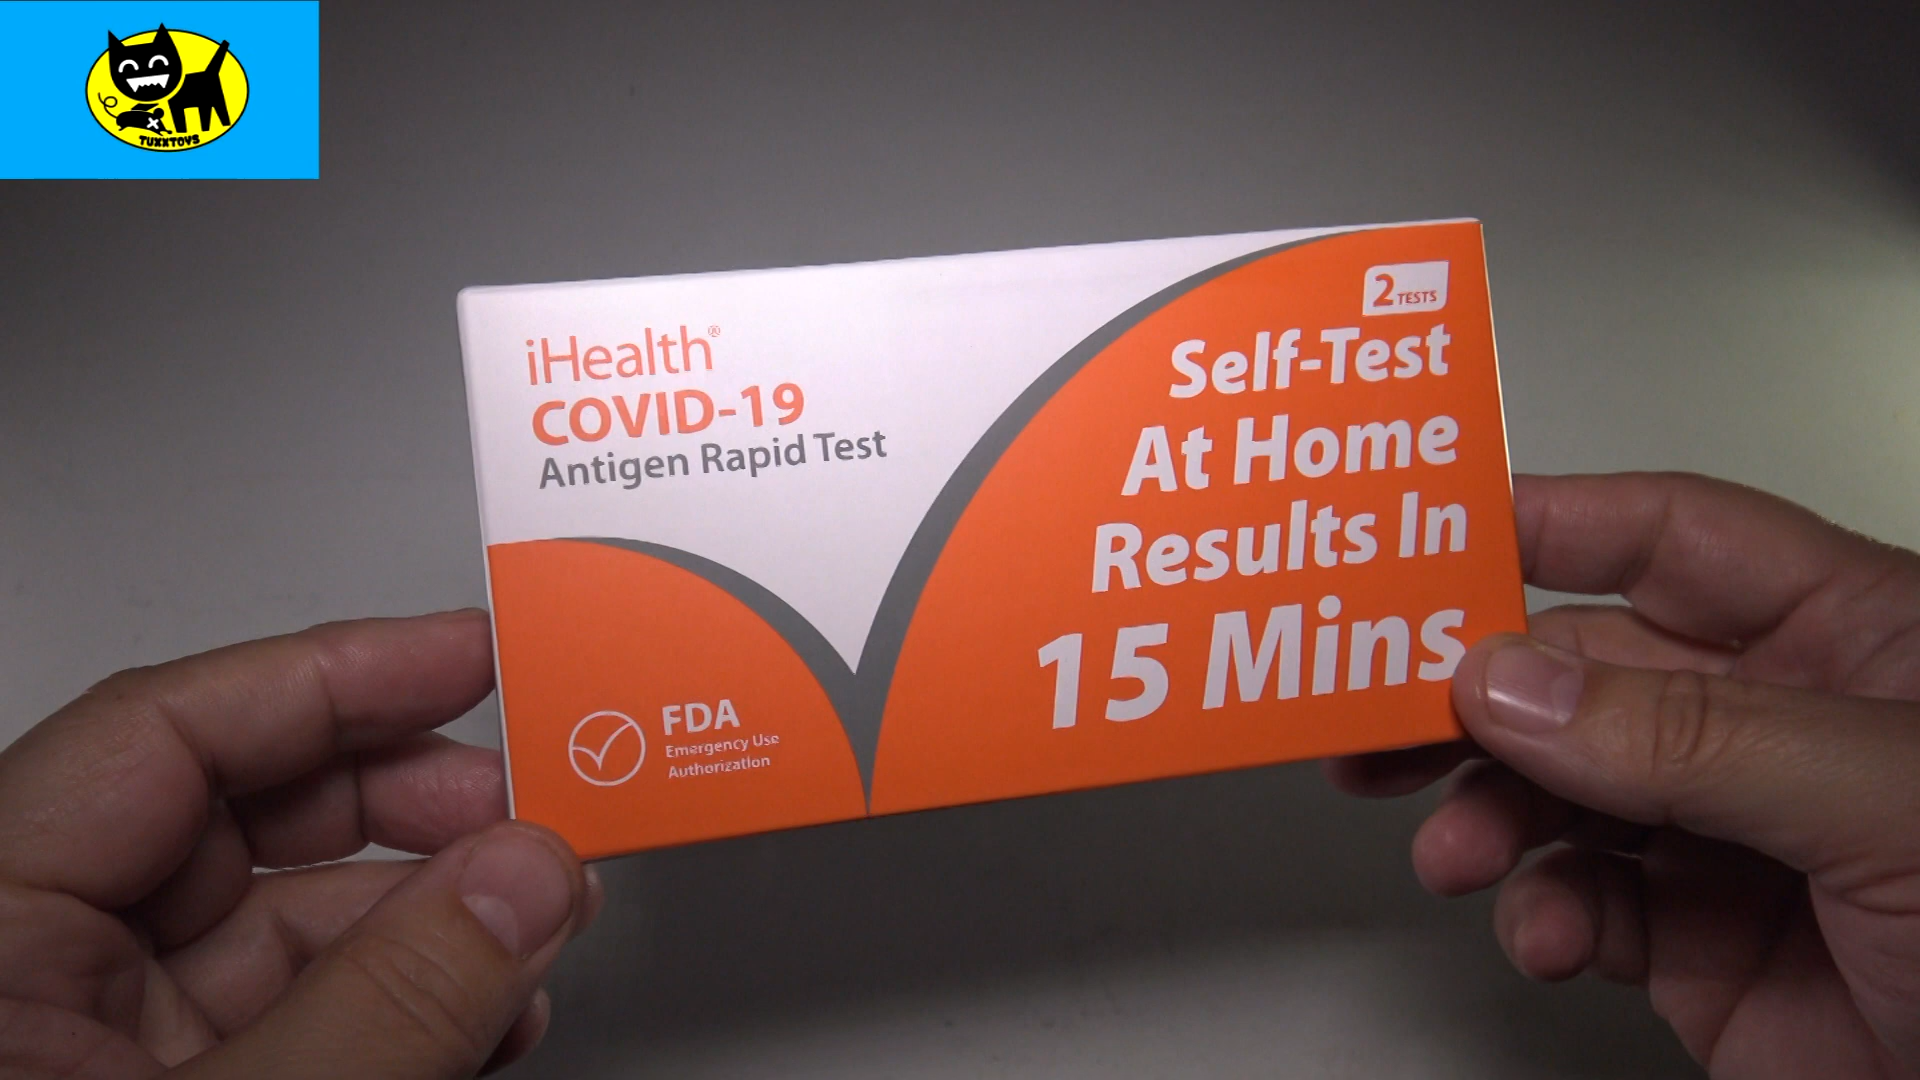 TUXXTOYS
iHealth®
COVID-19
Antigen Rapid Test
2 TESTS
Self-Test
At Home
Results In
15 Mins
FDA
Emergency Use
Authorization